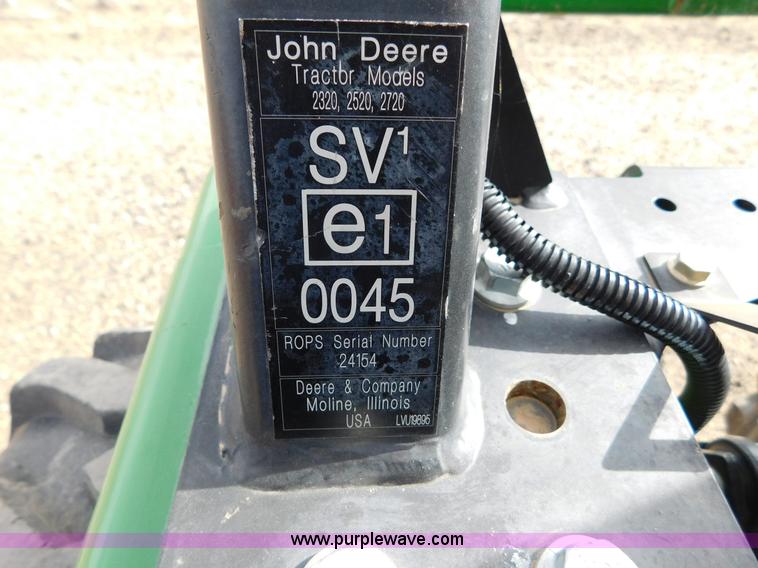 John Deere
Tractor Models
2320, 2520, 2720
SV¹
e1
0045
ROPS Serial Number
24154
Deere & Company
Moline, Illinois
USA LVU19695
www.purplewave.com